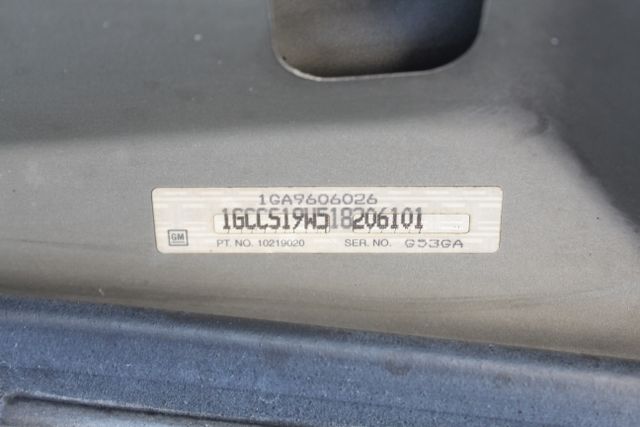 1GA9606026
1GCCS19W518206101
GM
PT. NO. 10219020 SER. NO. G53GA